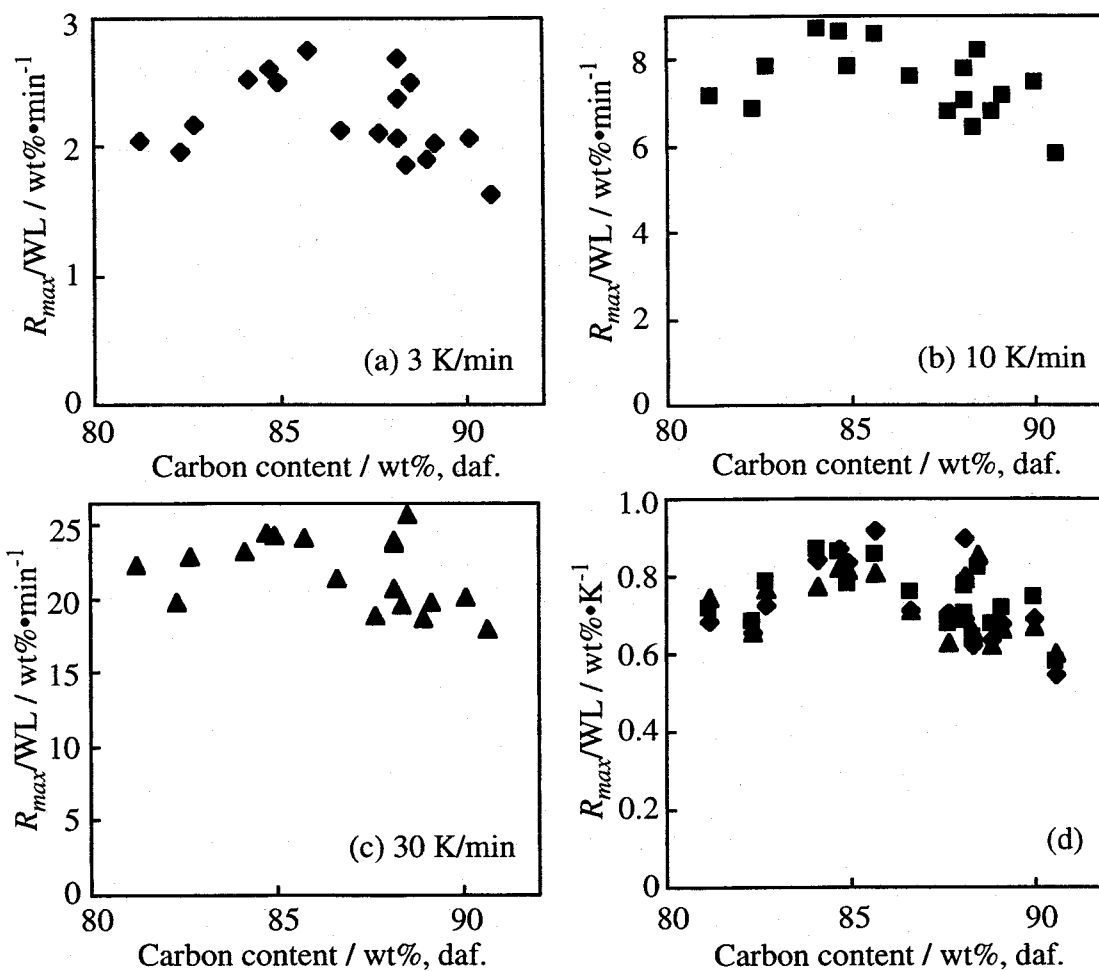 3
2
1
0
R_max/WL / wt%•min⁻¹
(a) 3 K/min
80 85 90
Carbon content / wt%, daf.
8
6
4
2
0
R_max/WL / wt%•min⁻¹
(b) 10 K/min
80 85 90
Carbon content / wt%, daf.
25
20
15
10
5
0
R_max/WL / wt%•min⁻¹
(c) 30 K/min
80 85 90
Carbon content / wt%, daf.
1.0
0.8
0.6
0.4
0.2
0
R_max/WL / wt%•K⁻¹
(d)
80 85 90
Carbon content / wt%, daf.